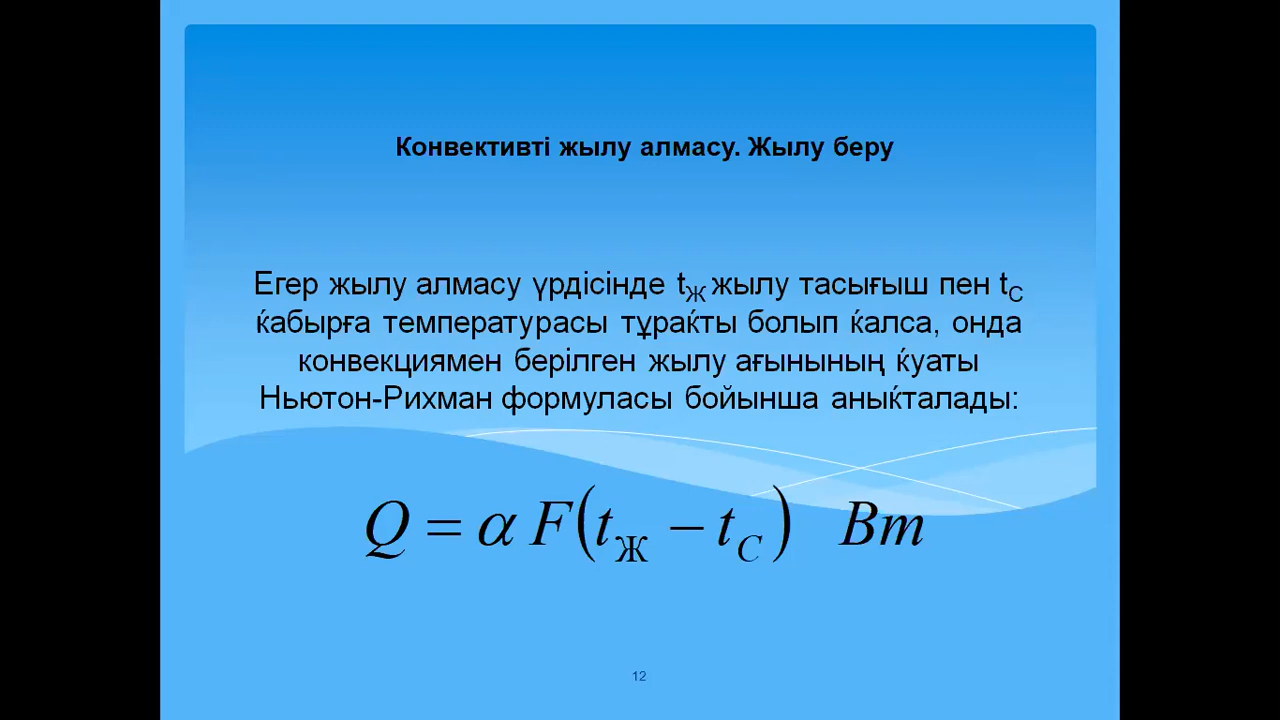 Конвективті жылу алмасу. Жылу беру
Егер жылу алмасу үрдісінде tЖ жылу тасығыш пен tС
ќабырға температурасы тұраќты болып ќалса, онда
конвекциямен берілген жылу ағынының ќуаты
Ньютон-Рихман формуласы бойынша аныќталады:
Q = α F(tЖ − tС) Вт
12